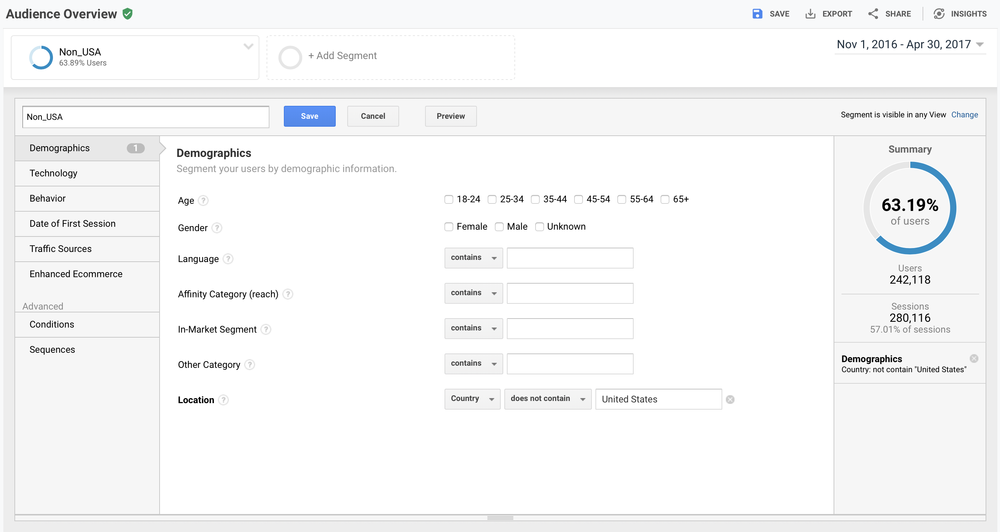 Audience Overview
SAVE
EXPORT
SHARE
INSIGHTS
Non_USA
63.89% Users
+ Add Segment
Nov 1, 2016 - Apr 30, 2017
Non_USA
Save
Cancel
Preview
Segment is visible in any View Change
Demographics 1
Technology
Behavior
Date of First Session
Traffic Sources
Enhanced Ecommerce
Advanced
Conditions
Sequences
Demographics
Segment your users by demographic information.
Age ? 18-24 25-34 35-44 45-54 55-64 65+
Gender ? Female Male Unknown
Language ? contains
Affinity Category (reach) ? contains
In-Market Segment ? contains
Other Category ? contains
Location ? Country does not contain United States
Summary
63.19%
of users
Users
242,118
Sessions
280,116
57.01% of sessions
Demographics
Country: not contain "United States"